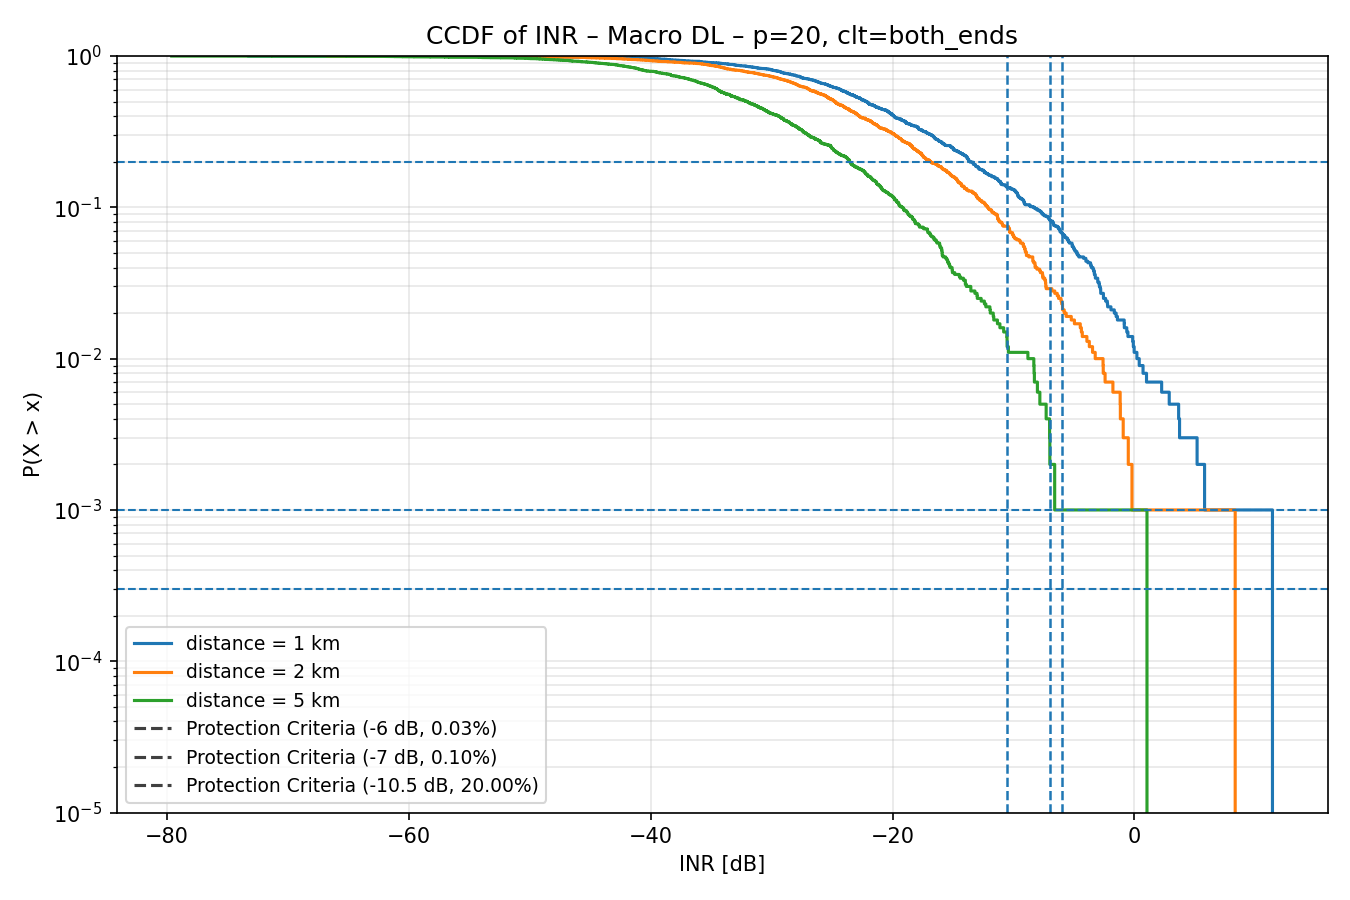 CCDF of INR – Macro DL – p=20, clt=both_ends
P(X > x)
10⁰
10⁻¹
10⁻²
10⁻³
10⁻⁴
10⁻⁵
distance = 1 km
distance = 2 km
distance = 5 km
Protection Criteria (-6 dB, 0.03%)
Protection Criteria (-7 dB, 0.10%)
Protection Criteria (-10.5 dB, 20.00%)
−80 −60 −40 −20 0
INR [dB]